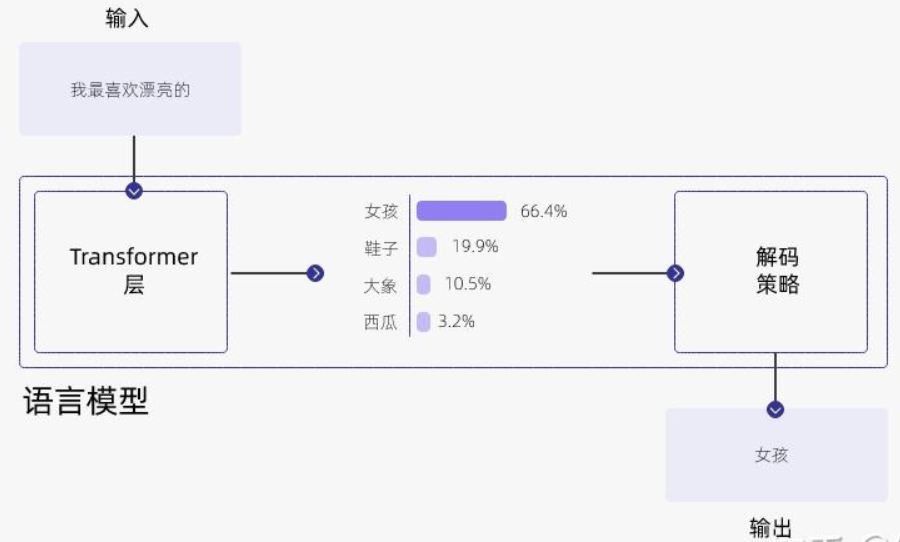 输入
我最喜欢漂亮的
Transformer
层
女孩 66.4%
鞋子 19.9%
大象 10.5%
西瓜 3.2%
解码
策略
语言模型
女孩
输出